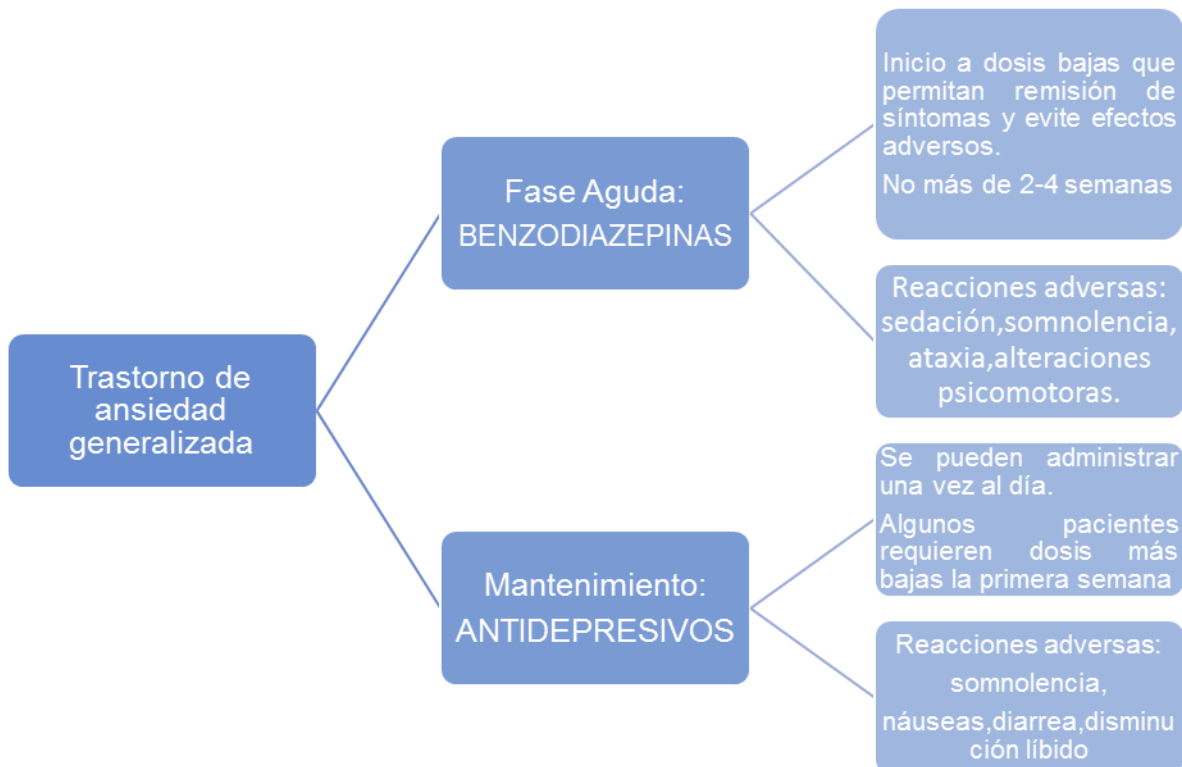 Trastorno de
ansiedad
generalizada
Fase Aguda:
BENZODIAZEPINAS
Inicio a dosis bajas que
permitan remisión de
síntomas y evite efectos
adversos.
No más de 2-4 semanas
Reacciones adversas:
sedación,somnolencia,
ataxia,alteraciones
psicomotoras.
Mantenimiento:
ANTIDEPRESIVOS
Se pueden administrar
una vez al día.
Algunos pacientes
requieren dosis más
bajas la primera semana
Reacciones adversas:
somnolencia,
náuseas,diarrea,disminu
ción líbido